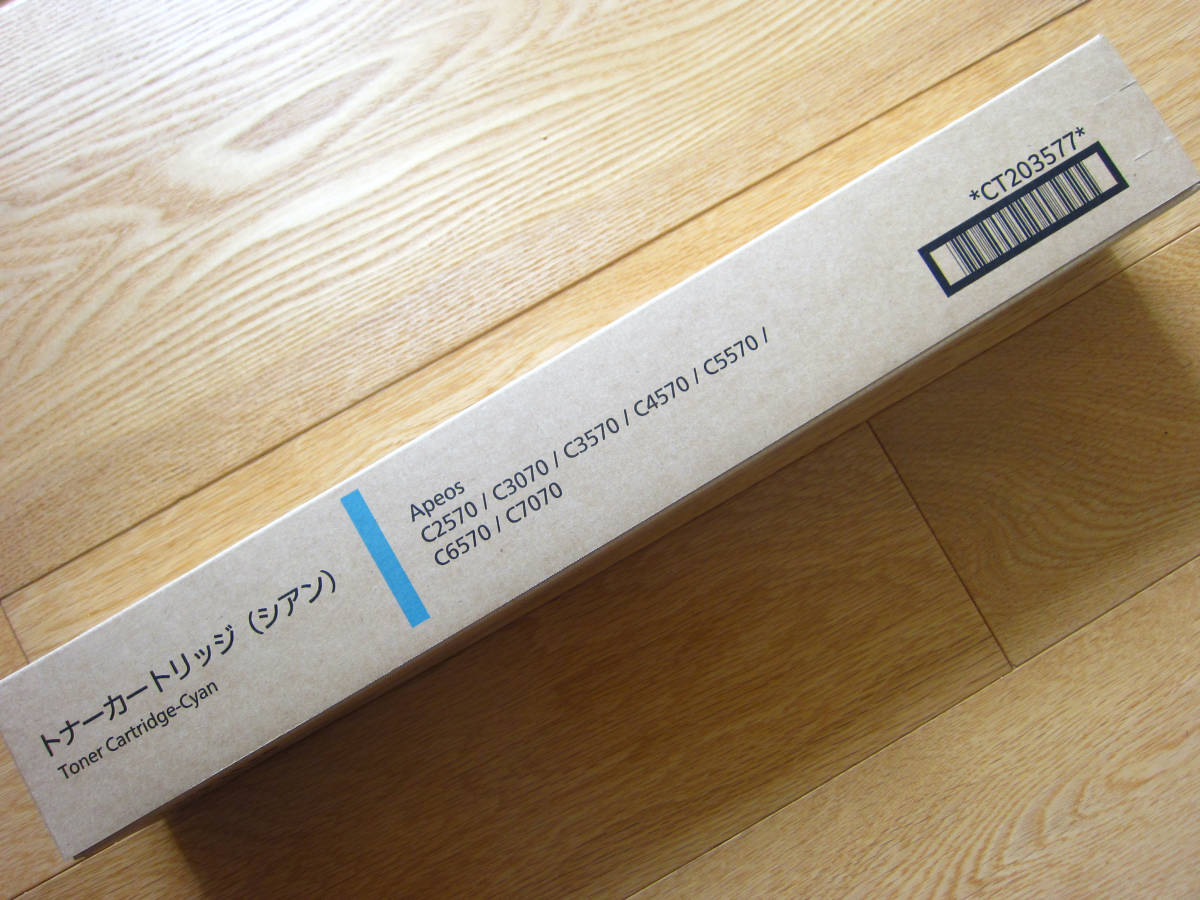 トナーカートリッジ（シアン）
Toner Cartridge-Cyan
Apeos
C2570 / C3070 / C3570 / C4570 / C5570 /
C6570 / C7070
*CT203577*